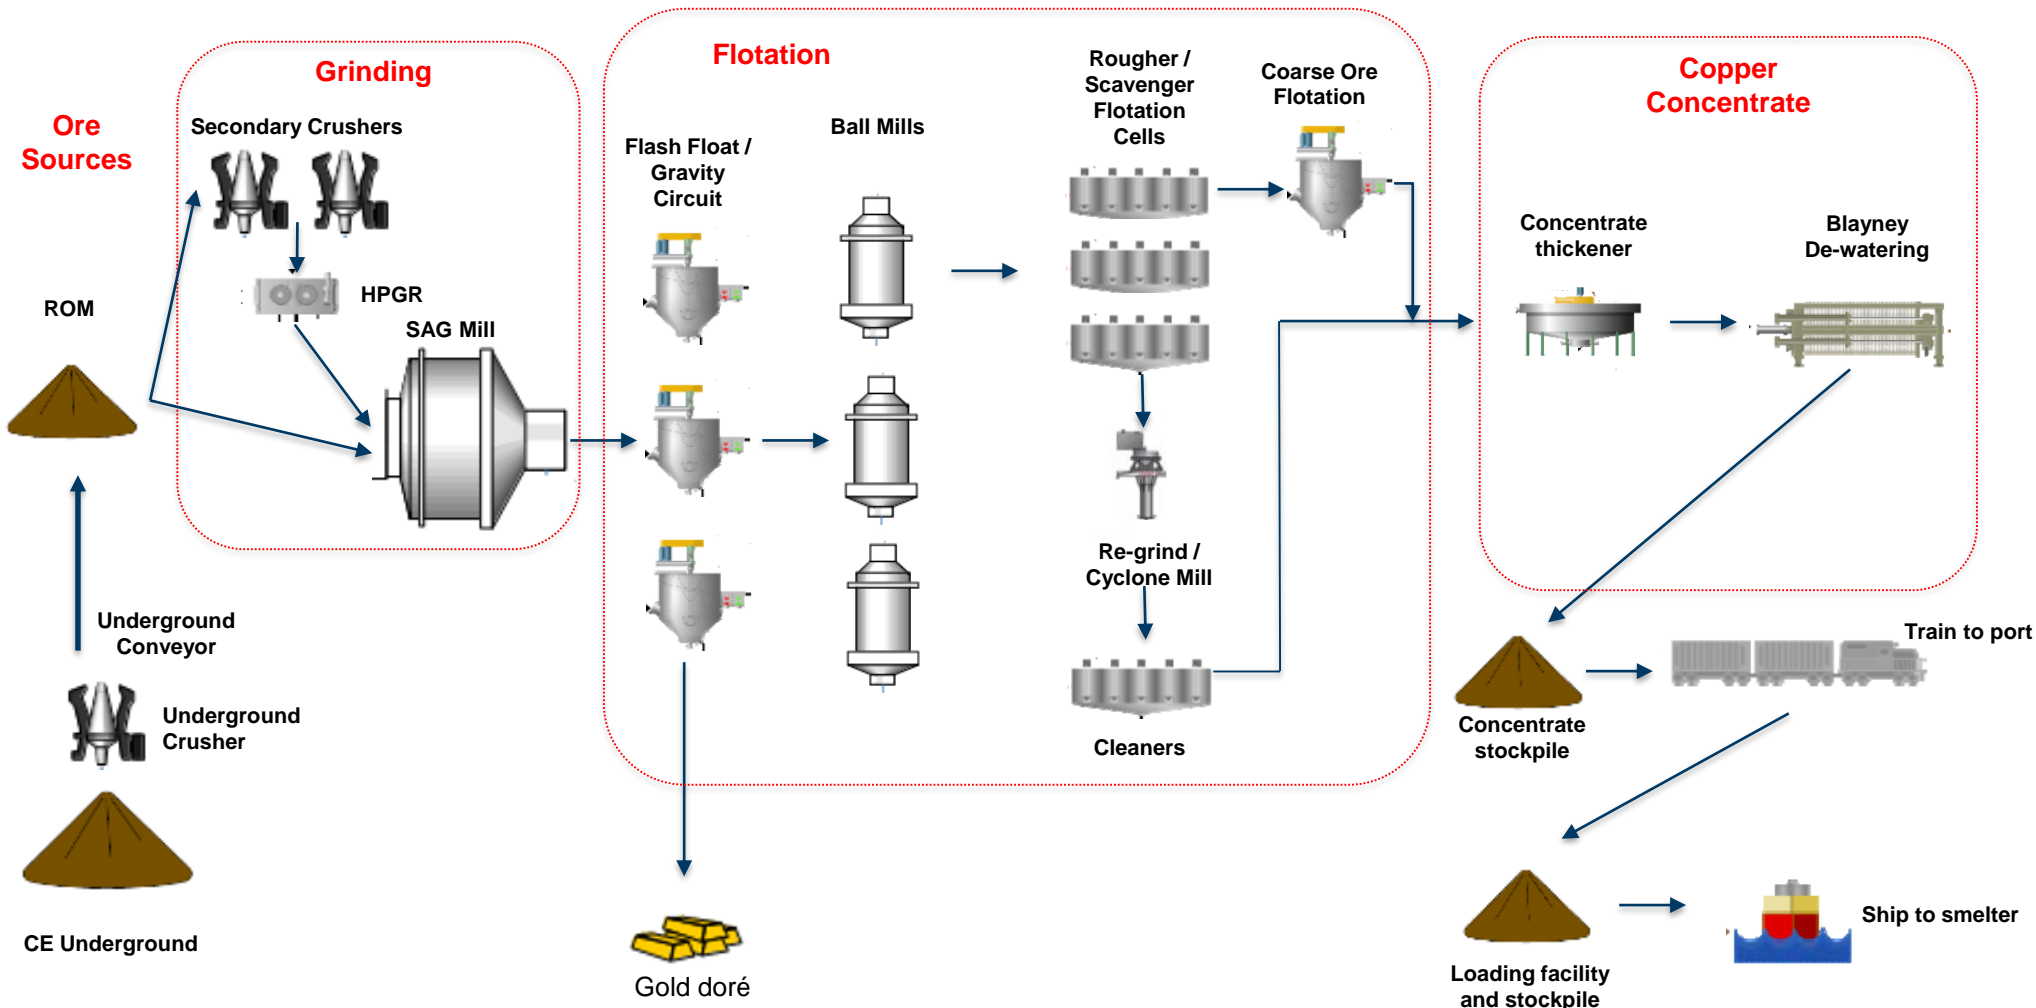 Ore
Sources
ROM
Underground
Conveyor
Underground
Crusher
CE Underground
Grinding
Secondary Crushers
HPGR
SAG Mill
Flotation
Flash Float /
Gravity
Circuit
Ball Mills
Rougher /
Scavenger
Flotation
Cells
Coarse Ore
Flotation
Re-grind /
Cyclone Mill
Cleaners
Gold doré
Copper
Concentrate
Concentrate
thickener
Blayney
De-watering
Concentrate
stockpile
Train to port
Loading facility
and stockpile
Ship to smelter